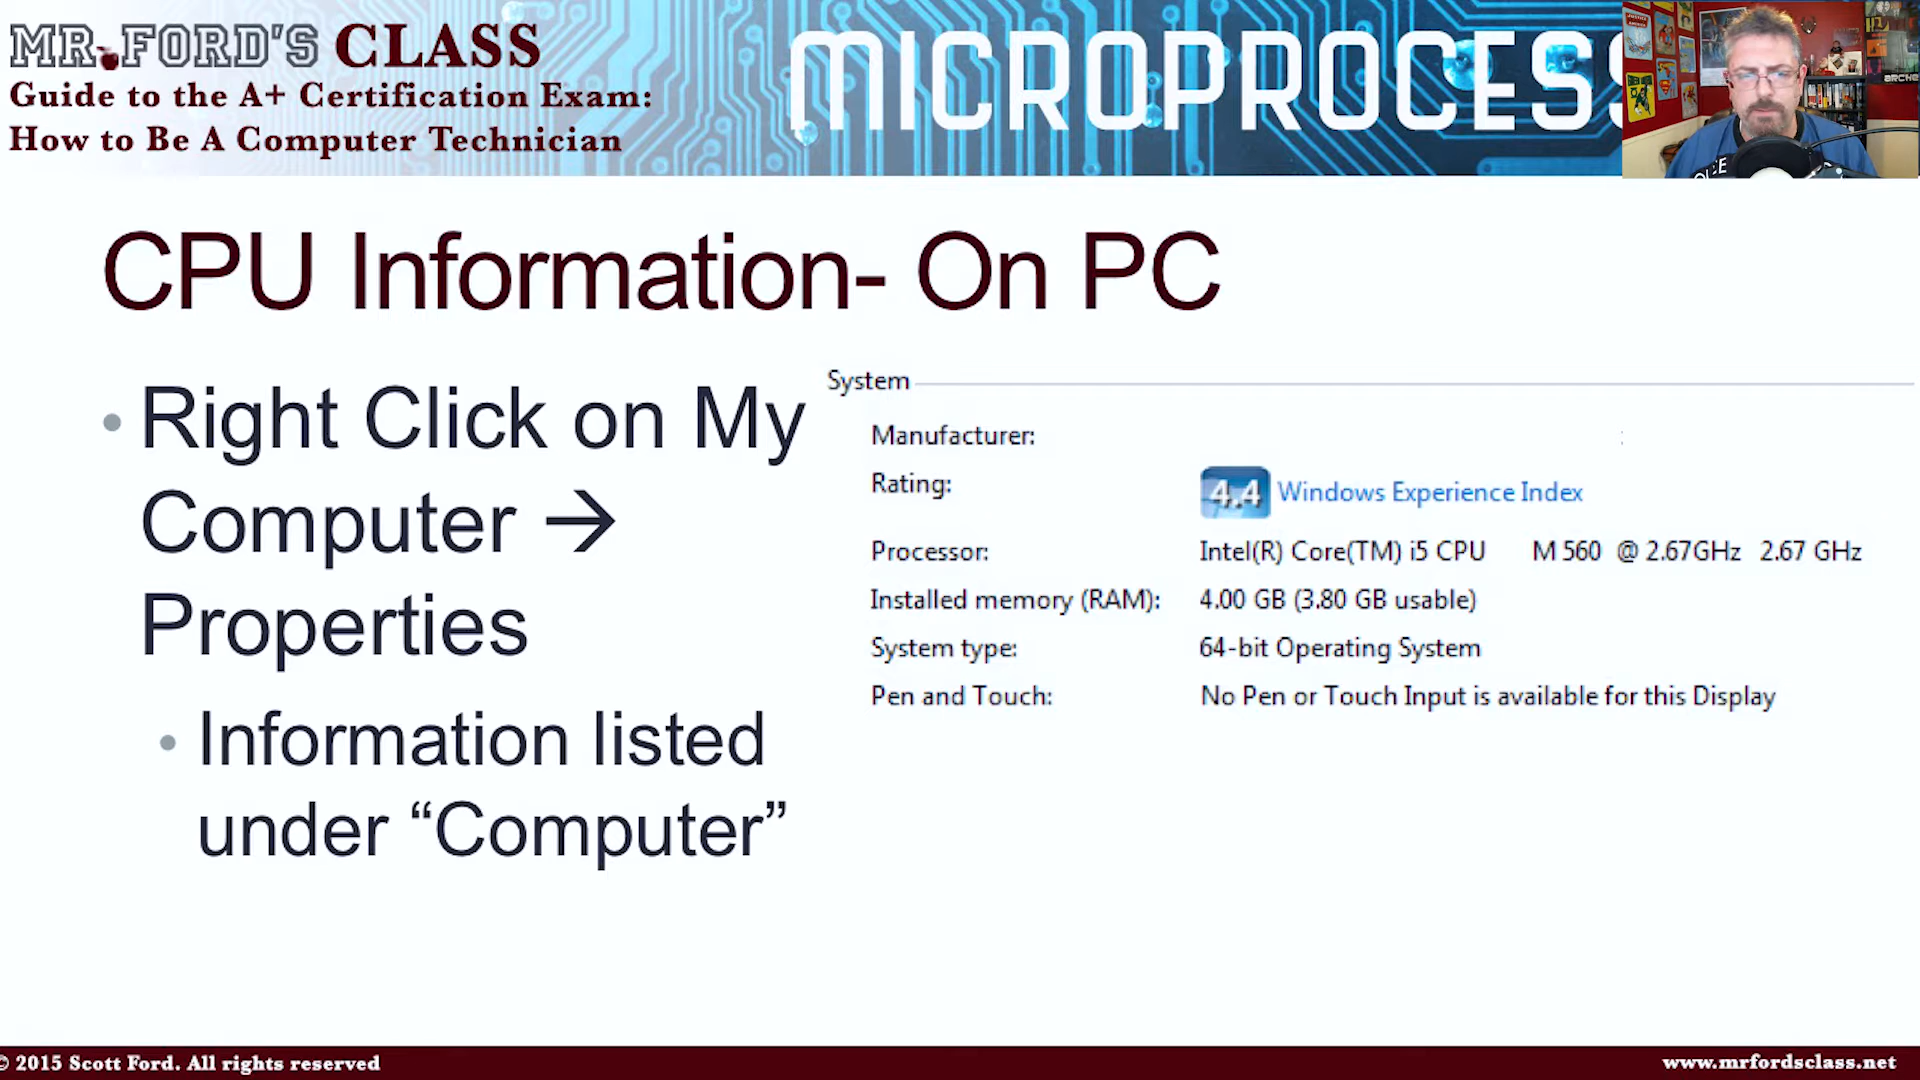 MR. FORD'S CLASS
Guide to the A+ Certification Exam:
How to Be A Computer Technician
MICROPROCESS
CPU Information- On PC
• Right Click on My
Computer →
Properties
• Information listed
under “Computer”
System
Manufacturer:
Rating: 4.4 Windows Experience Index
Processor: Intel(R) Core(TM) i5 CPU M 560 @ 2.67GHz 2.67 GHz
Installed memory (RAM): 4.00 GB (3.80 GB usable)
System type: 64-bit Operating System
Pen and Touch: No Pen or Touch Input is available for this Display
© 2015 Scott Ford. All rights reserved
www.mrfordsclass.net